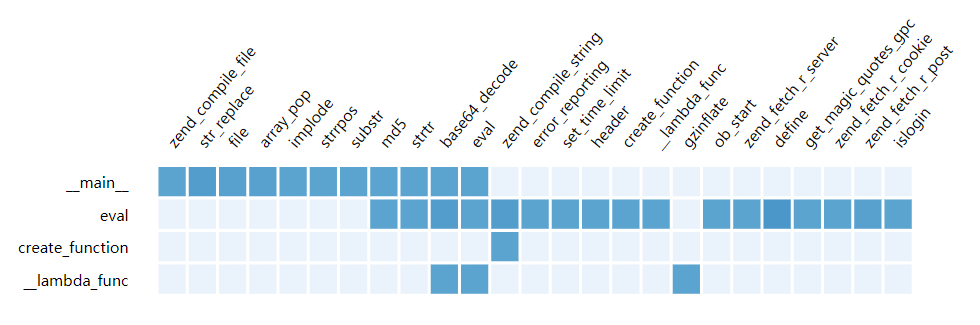 zend_compile_file
str_replace
file
array_pop
implode
strrpos
substr
md5
strtr
base64_decode
eval
zend_compile_string
error_reporting
set_time_limit
header
create_function
__lambda_func
gzinflate
ob_start
zend_fetch_r_server
define
get_magic_quotes_gpc
zend_fetch_r_cookie
zend_fetch_r_post
islogin
__main__
eval
create_function
__lambda_func